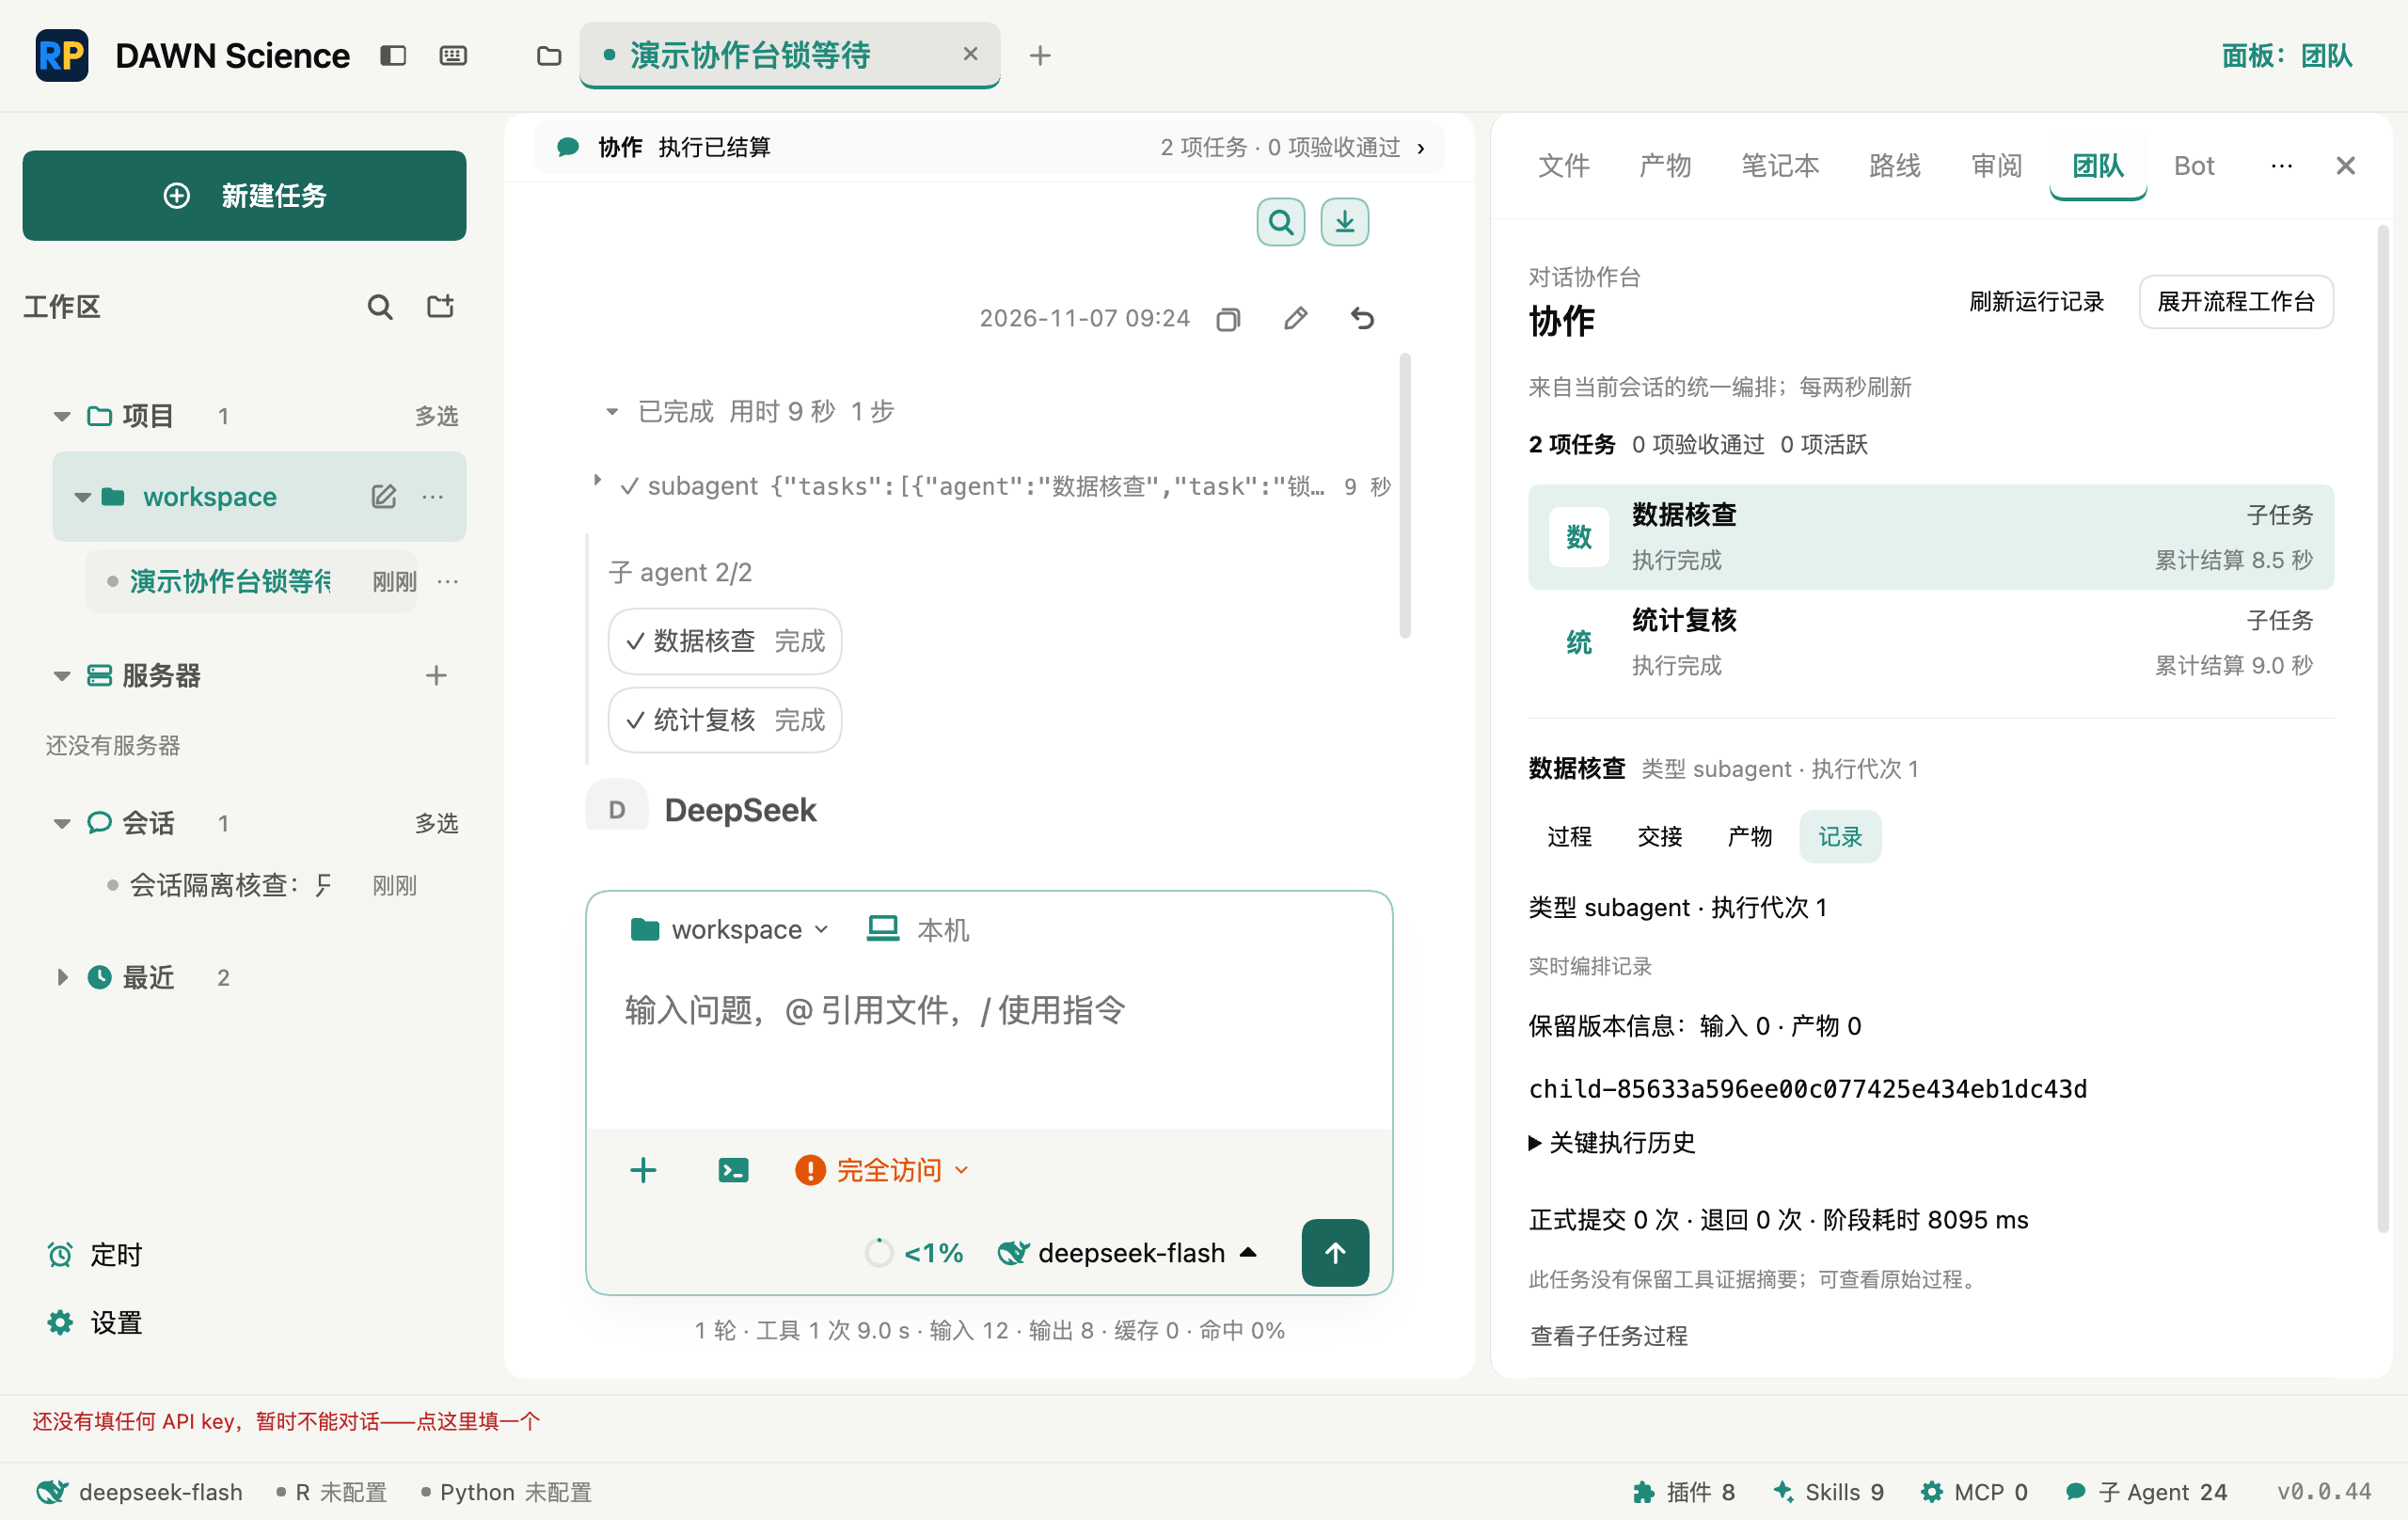 RP DAWN Science
演示协作台锁等待
面板：团队
新建任务
工作区
项目 1 多选
workspace
演示协作台锁等待 刚刚
服务器
还没有服务器
会话 1 多选
会话隔离核查： 刚刚
最近 2
定时
设置
协作 执行已结算 2 项任务 · 0 项验收通过
2026-11-07 09:24
已完成 用时 9 秒 1 步
subagent {"tasks":[{"agent":"数据核查","task":"锁… 9 秒
子 agent 2/2
数据核查 完成
统计复核 完成
D DeepSeek
workspace 本机
输入问题，@ 引用文件，/ 使用指令
完全访问
<1% deepseek-flash
1 轮 · 工具 1 次 9.0 s · 输入 12 · 输出 8 · 缓存 0 · 命中 0%
文件 产物 笔记本 路线 审阅 团队 Bot
对话协作台
协作
刷新运行记录 展开流程工作台
来自当前会话的统一编排；每两秒刷新
2 项任务 0 项验收通过 0 项活跃
数 数据核查 子任务
执行完成 累计结算 8.5 秒
统 统计复核 子任务
执行完成 累计结算 9.0 秒
数据核查 类型 subagent · 执行代次 1
过程 交接 产物 记录
类型 subagent · 执行代次 1
实时编排记录
保留版本信息：输入 0 · 产物 0
child-85633a596ee00c077425e434eb1dc43d
关键执行历史
正式提交 0 次 · 退回 0 次 · 阶段耗时 8095 ms
此任务没有保留工具证据摘要；可查看原始过程。
查看子任务过程
还没有填任何 API key，暂时不能对话——点这里填一个
deepseek-flash R 未配置 Python 未配置
插件 8 Skills 9 MCP 0 子 Agent 24 v0.0.44